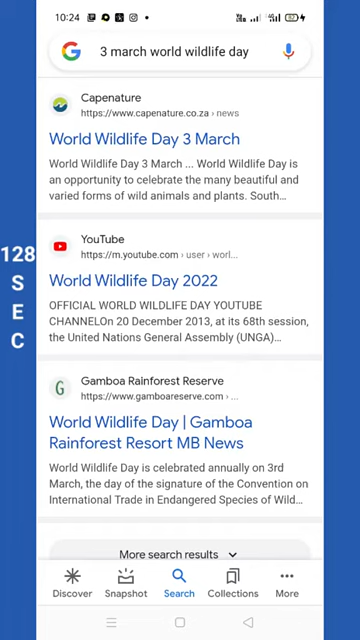 10:24
3 march world wildlife day
Capenature
https://www.capenature.co.za › news
World Wildlife Day 3 March
World Wildlife Day 3 March ... World Wildlife Day is
an opportunity to celebrate the many beautiful and
varied forms of wild animals and plants. South...
YouTube
https://m.youtube.com › user › worl...
World Wildlife Day 2022
OFFICIAL WORLD WILDLIFE DAY YOUTUBE
CHANNELOn 20 December 2013, at its 68th session,
the United Nations General Assembly (UNGA)...
128
S
E
C
Gamboa Rainforest Reserve
https://www.gamboareserve.com › ...
World Wildlife Day | Gamboa
Rainforest Resort MB News
World Wildlife Day is celebrated annually on 3rd
March, the day of the signature of the Convention on
International Trade in Endangered Species of Wild...
More search results
Discover Snapshot Search Collections More